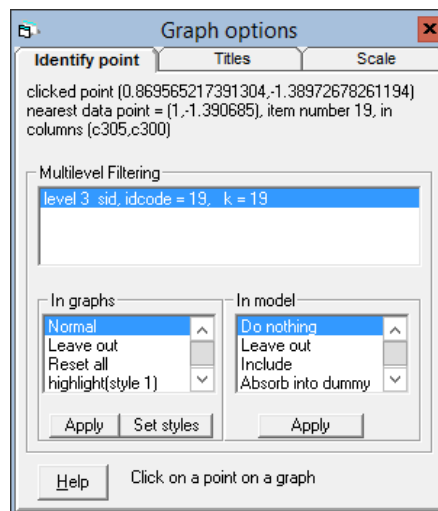 Graph options
Identify point
Titles
Scale
clicked point (0.869565217391304,-1.38972678261194)
nearest data point = (1,-1.390685), item number 19, in
columns (c305,c300)
Multilevel Filtering
level 3 sid, idcode = 19, k = 19
In graphs
Normal
Leave out
Reset all
highlight(style 1)
Apply
Set styles
In model
Do nothing
Leave out
Include
Absorb into dummy
Apply
Help
Click on a point on a graph